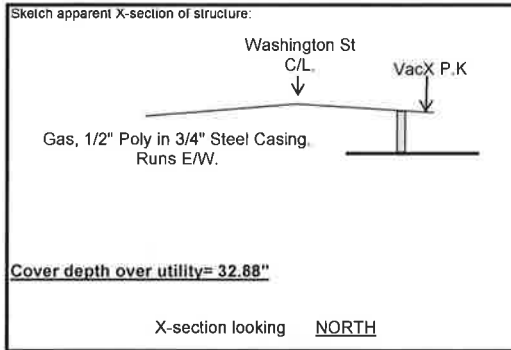 Sketch apparent X-section of structure:
Washington St
C/L.
VacX P.K
Gas, 1/2" Poly in 3/4" Steel Casing.
Runs E/W.
Cover depth over utility= 32.88"
X-section looking NORTH